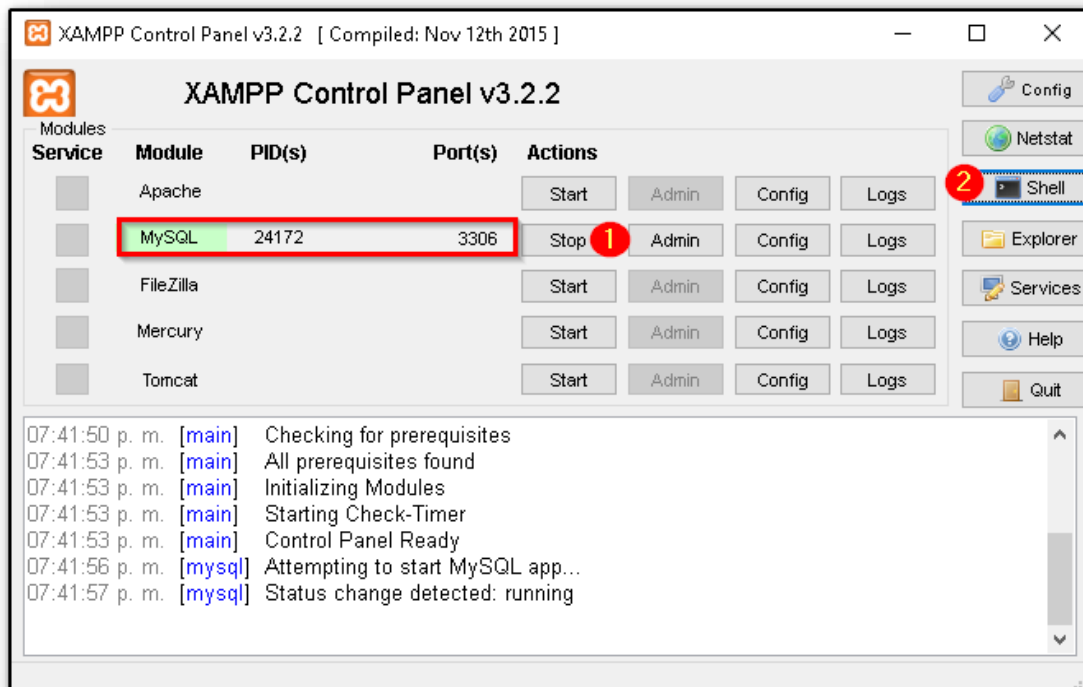 XAMPP Control Panel v3.2.2 [ Compiled: Nov 12th 2015 ]
XAMPP Control Panel v3.2.2
Config
Modules
Service Module PID(s) Port(s) Actions
Netstat
Apache Start Admin Config Logs
2 Shell
MySQL 24172 3306 Stop 1 Admin Config Logs
Explorer
FileZilla Start Admin Config Logs
Services
Mercury Start Admin Config Logs
Help
Tomcat Start Admin Config Logs
Quit
07:41:50 p. m. [main] Checking for prerequisites
07:41:53 p. m. [main] All prerequisites found
07:41:53 p. m. [main] Initializing Modules
07:41:53 p. m. [main] Starting Check-Timer
07:41:53 p. m. [main] Control Panel Ready
07:41:56 p. m. [mysql] Attempting to start MySQL app...
07:41:57 p. m. [mysql] Status change detected: running